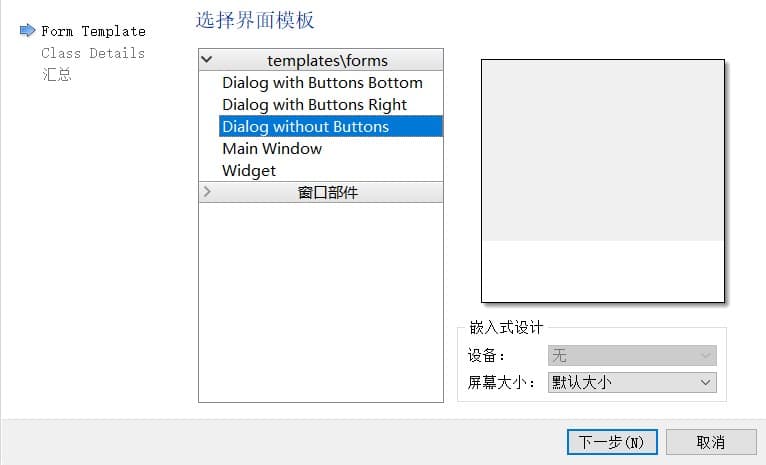 Form Template
Class Details
汇总
选择界面模板
templates\forms
Dialog with Buttons Bottom
Dialog with Buttons Right
Dialog without Buttons
Main Window
Widget
窗口部件
嵌入式设计
设备：
无
屏幕大小：
默认大小
下一步(N)
取消